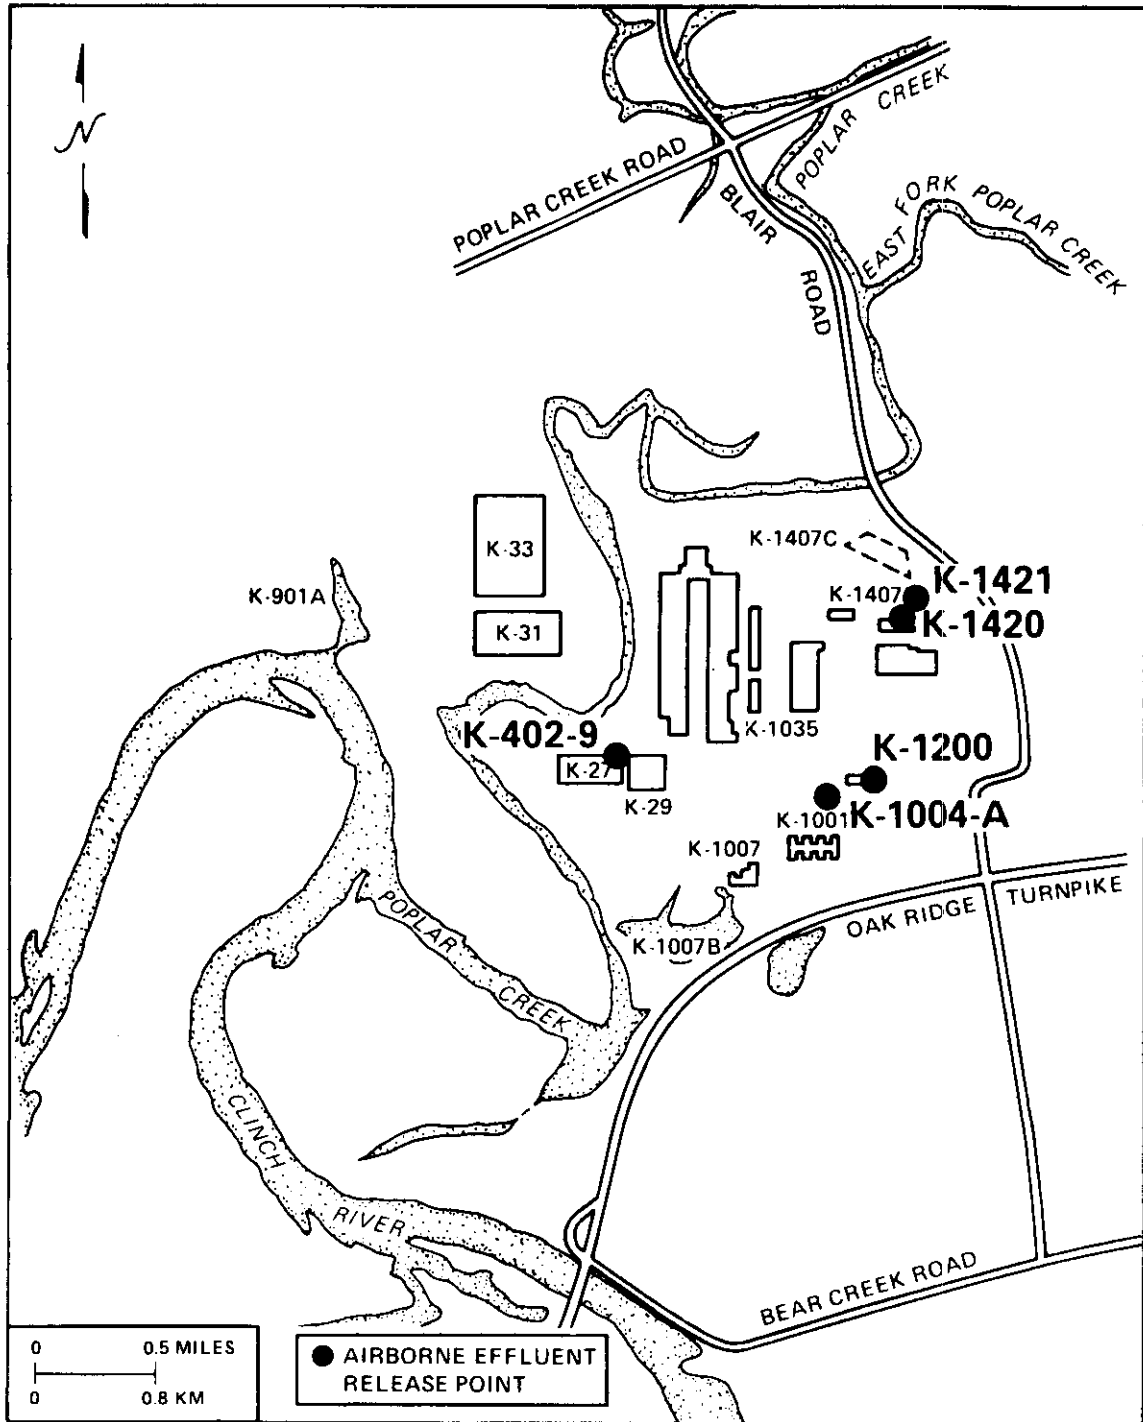 N
POPLAR CREEK ROAD
POPLAR CREEK
BLAIR
ROAD
EAST FORK POPLAR CREEK
K-33
K-31
K-901A
K-1407C
K-1407
K-1421
K-1420
K-1035
K-402-9
K-27
K-29
K-1200
K-1004-A
K-1001
K-1007
K-1007B
OAK RIDGE TURNPIKE
POPLAR
CREEK
CLINCH
RIVER
BEAR CREEK ROAD
0 0.5 MILES
0 0.8 KM
AIRBORNE EFFLUENT
RELEASE POINT